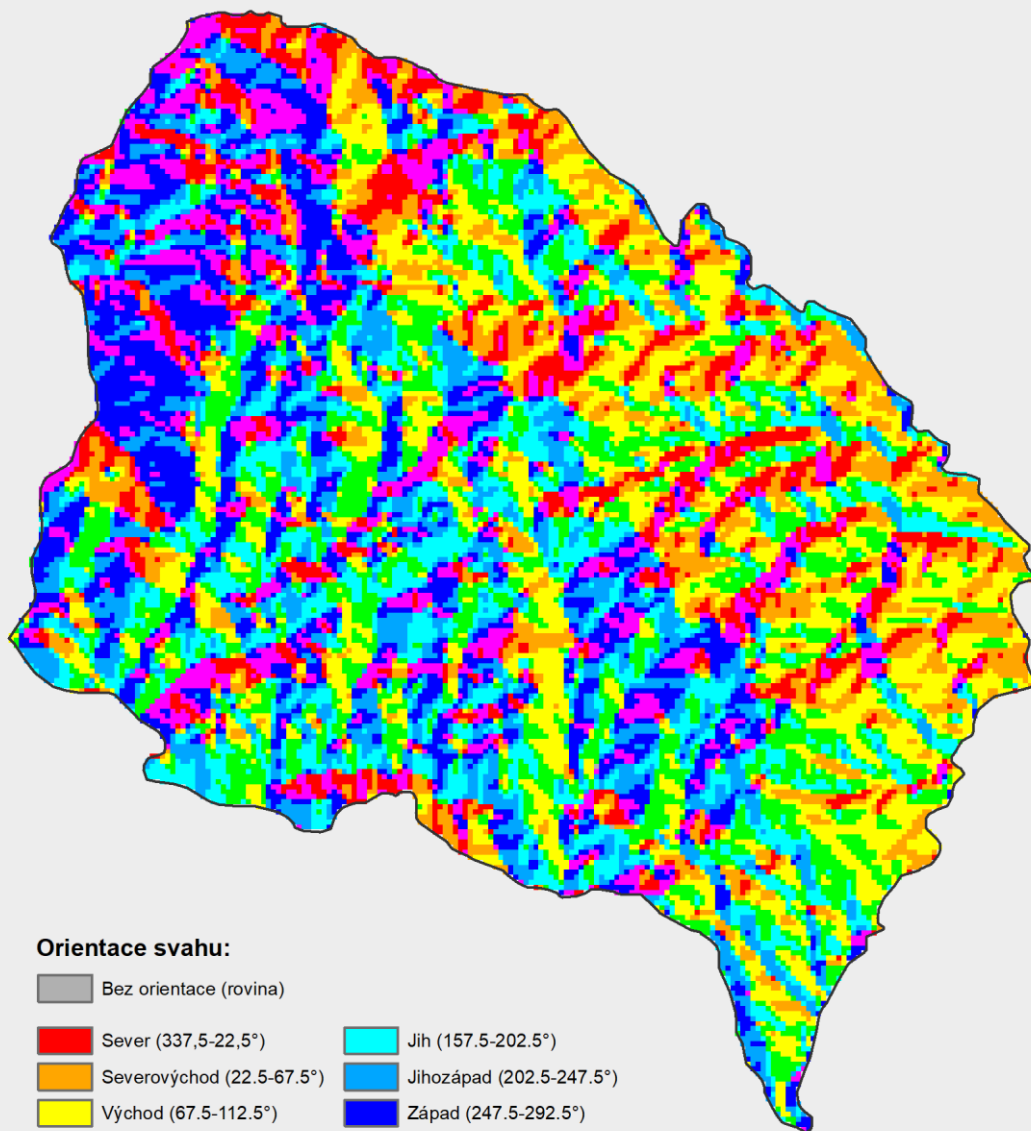 Orientace svahu:
Bez orientace (rovina)
Sever (337,5-22,5°)
Severovýchod (22.5-67.5°)
Východ (67.5-112.5°)
Jih (157.5-202.5°)
Jihozápad (202.5-247.5°)
Západ (247.5-292.5°)